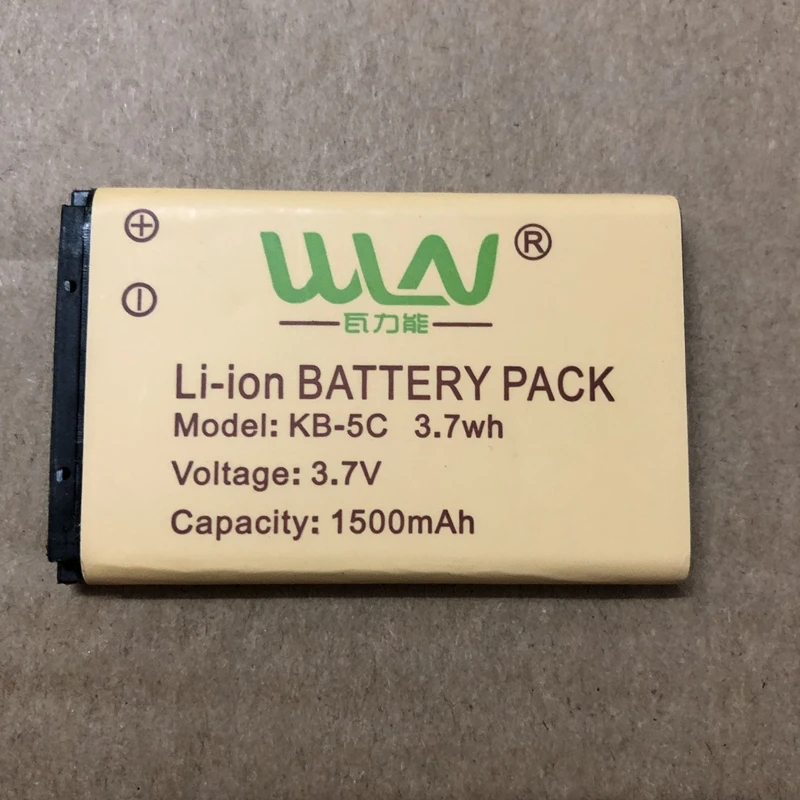 +
WLN ®
−
瓦力能
Li-ion BATTERY PACK
Model: KB-5C 3.7wh
Voltage: 3.7V
Capacity: 1500mAh